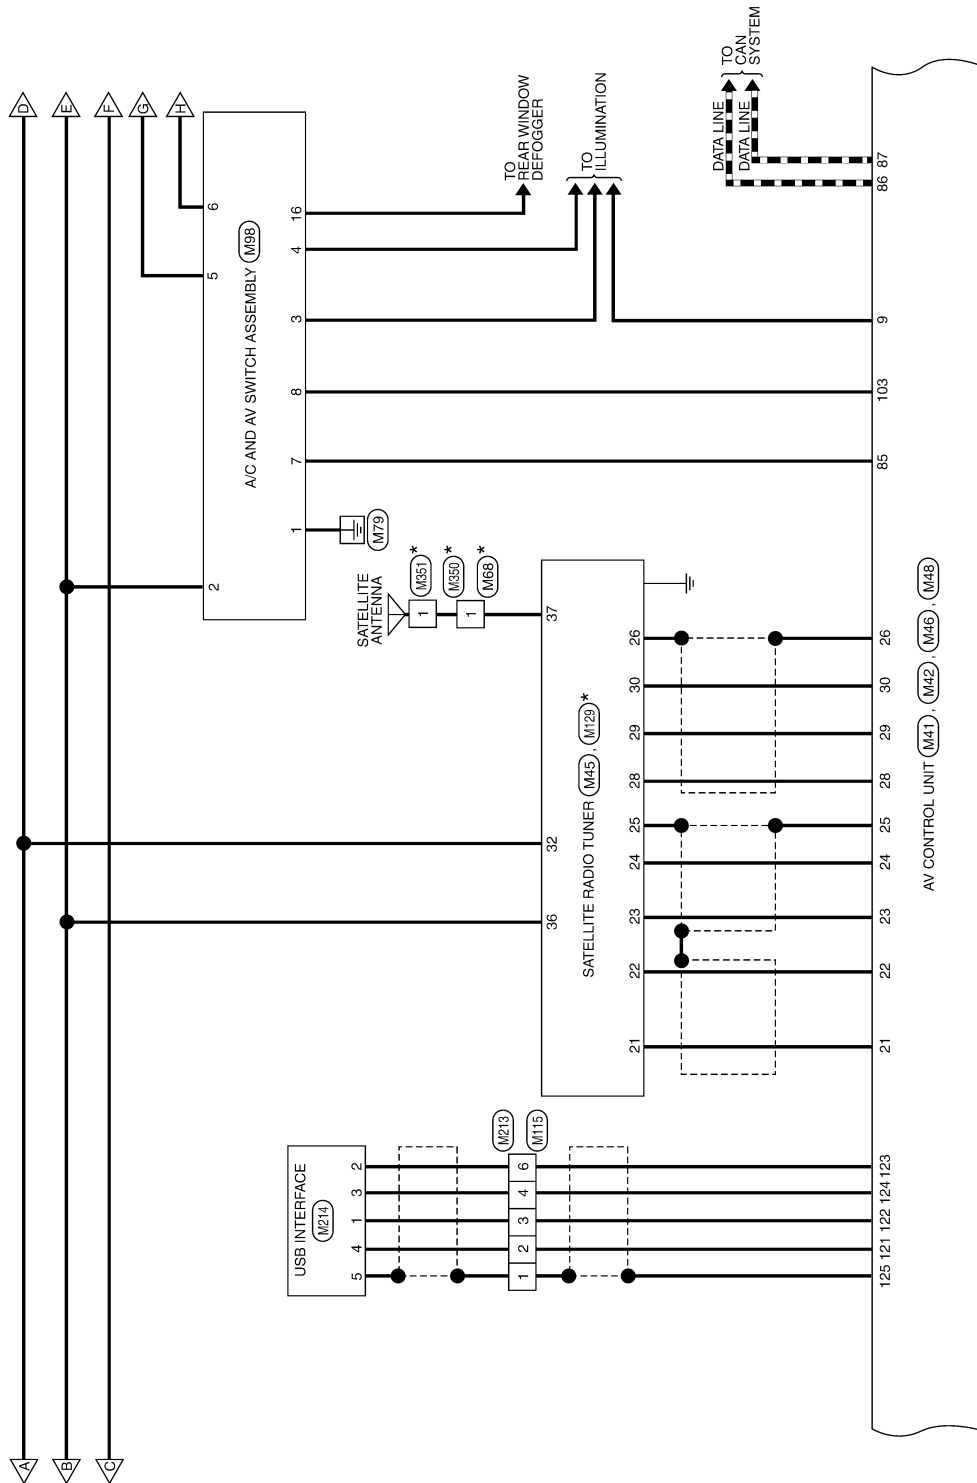 A
B
C
D
E
F
G
H
USB INTERFACE
M214
5 4 1 3 2
1 2 3 4 6
M213
M115
125 121 122 124 123
36 32 37
SATELLITE RADIO TUNER M45 , M129 *
21 22 23 24 25 28 29 30 26
21 22 23 24 25 28 29 30 26
SATELLITE
ANTENNA
1
M351 *
1
M350 *
M68 *
2 5 6
A/C AND AV SWITCH ASSEMBLY M98
1 7 8 3 4 16
M79
TO
REAR WINDOW
DEFOGGER
TO
ILLUMINATION
DATA LINE
DATA LINE
TO
CAN
SYSTEM
85 103 9 86 87
AV CONTROL UNIT M41 , M42 , M46 , M48